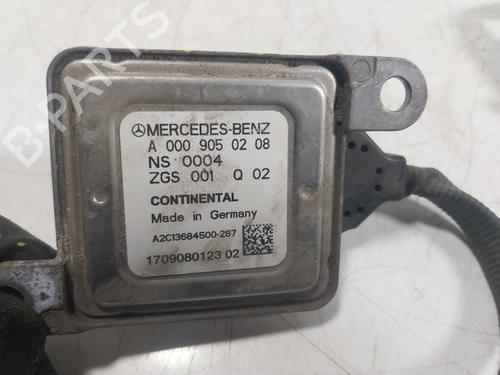 MERCEDES-BENZ
A 000 905 02 08
NS 0004
ZGS 001 Q 02
CONTINENTAL
Made in Germany
A2C13684500-287
1709080123 02
B-PARTS